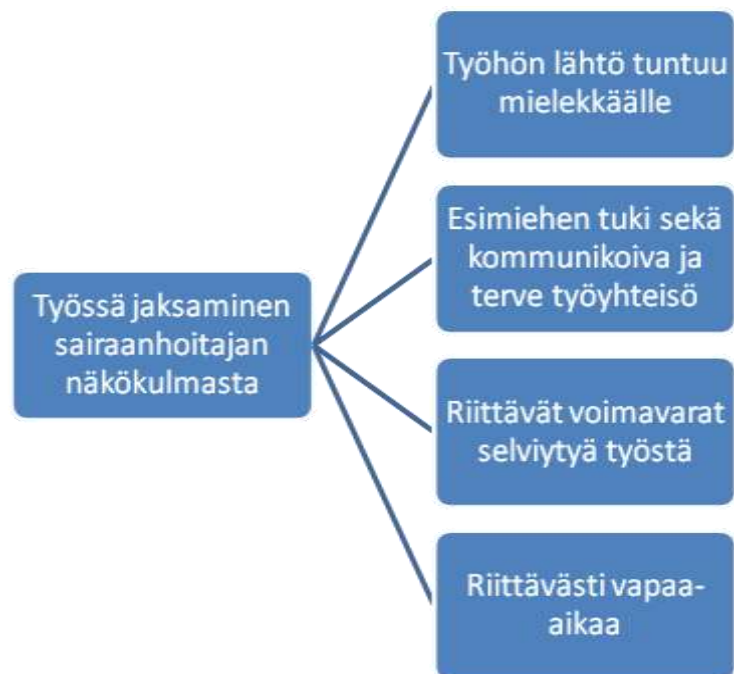 Työssä jaksaminen
sairaanhoitajan
näkökulmasta
Työhön lähtö tuntuu
mielekkäälle
Esimiehen tuki sekä
kommunikoiva ja
terve työyhteisö
Riittävät voimavarat
selviytyä työstä
Riittävästi vapaa-
aikaa